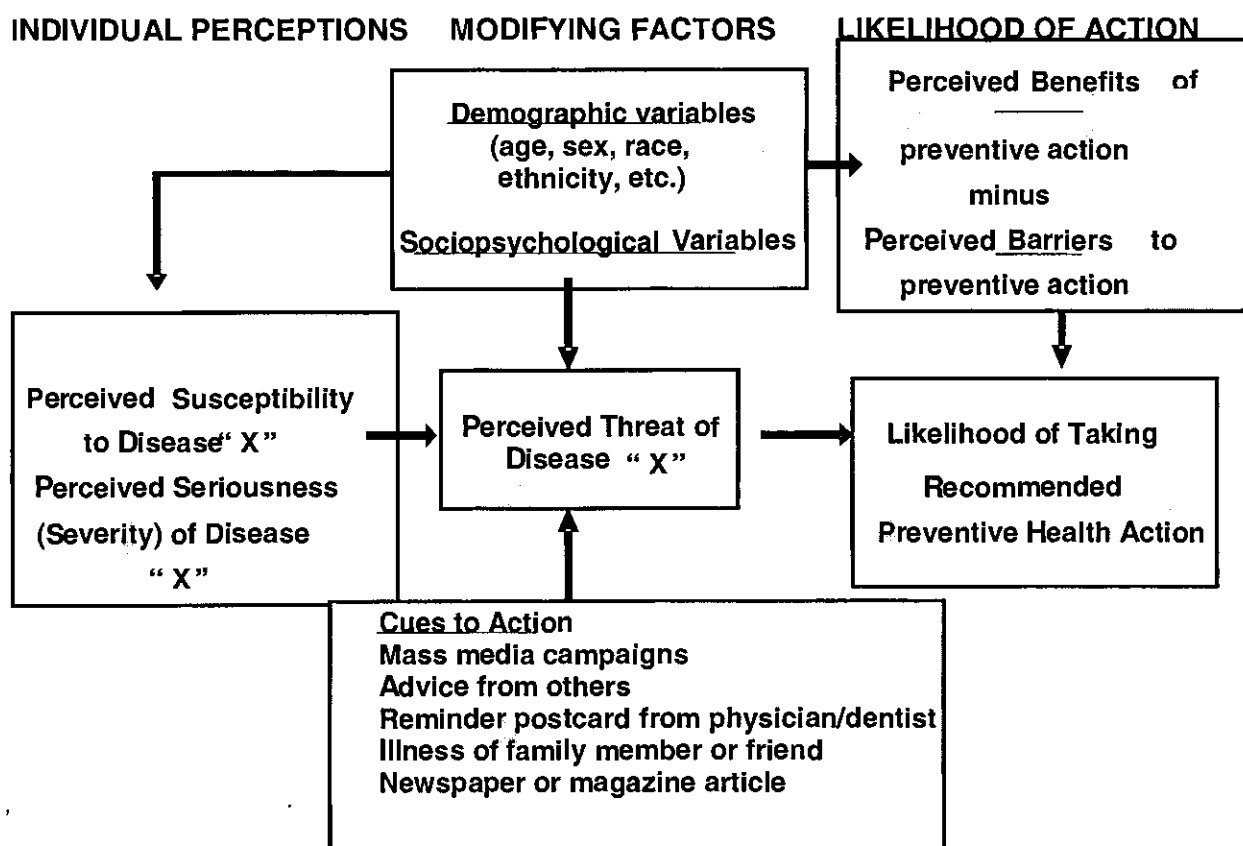 INDIVIDUAL PERCEPTIONS MODIFYING FACTORS LIKELIHOOD OF ACTION
Demographic variables
(age, sex, race,
ethnicity, etc.)
Sociopsychological Variables
Perceived Benefits of
preventive action
minus
Perceived Barriers to
preventive action
Perceived Susceptibility
to Disease “ X ”
Perceived Seriousness
(Severity) of Disease
“ X ”
Perceived Threat of
Disease “ X ”
Likelihood of Taking
Recommended
Preventive Health Action
Cues to Action
Mass media campaigns
Advice from others
Reminder postcard from physician/dentist
Illness of family member or friend
Newspaper or magazine article